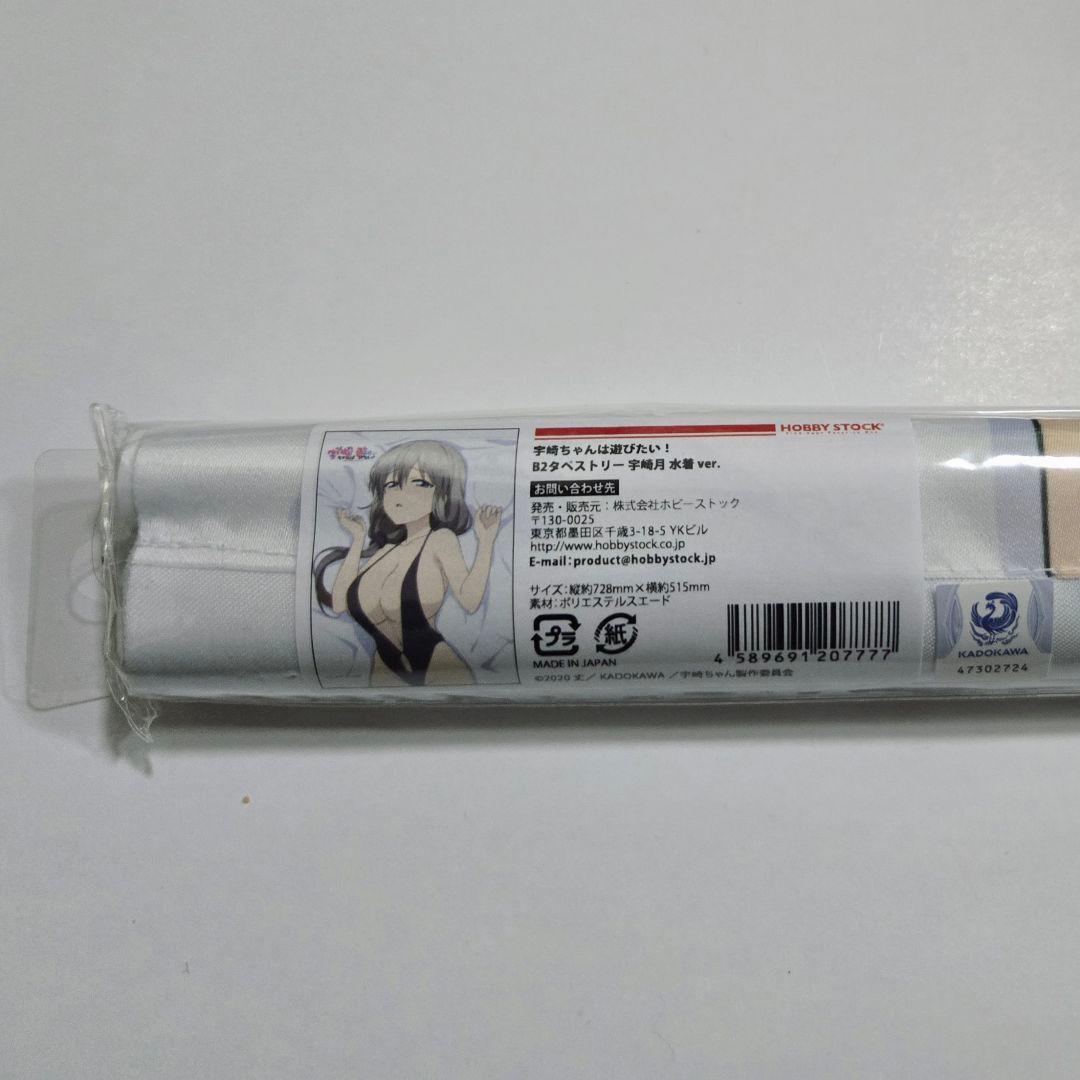 HOBBY STOCK
宇崎ちゃんは遊びたい！
B2タペストリー 宇崎月 水着 ver.
お問い合わせ先
発売・販売元：株式会社ホビーストック
〒130-0025
東京都墨田区千歳3-18-5 YKビル
http://www.hobbystock.co.jp
E-mail：product@hobbystock.jp
サイズ：縦約728mm×横約515mm
素材：ポリエステルスエード
プラ 紙
MADE IN JAPAN
©2020 丈／KADOKAWA／宇崎ちゃん製作委員会
4 589691 207777
KADOKAWA
47302724